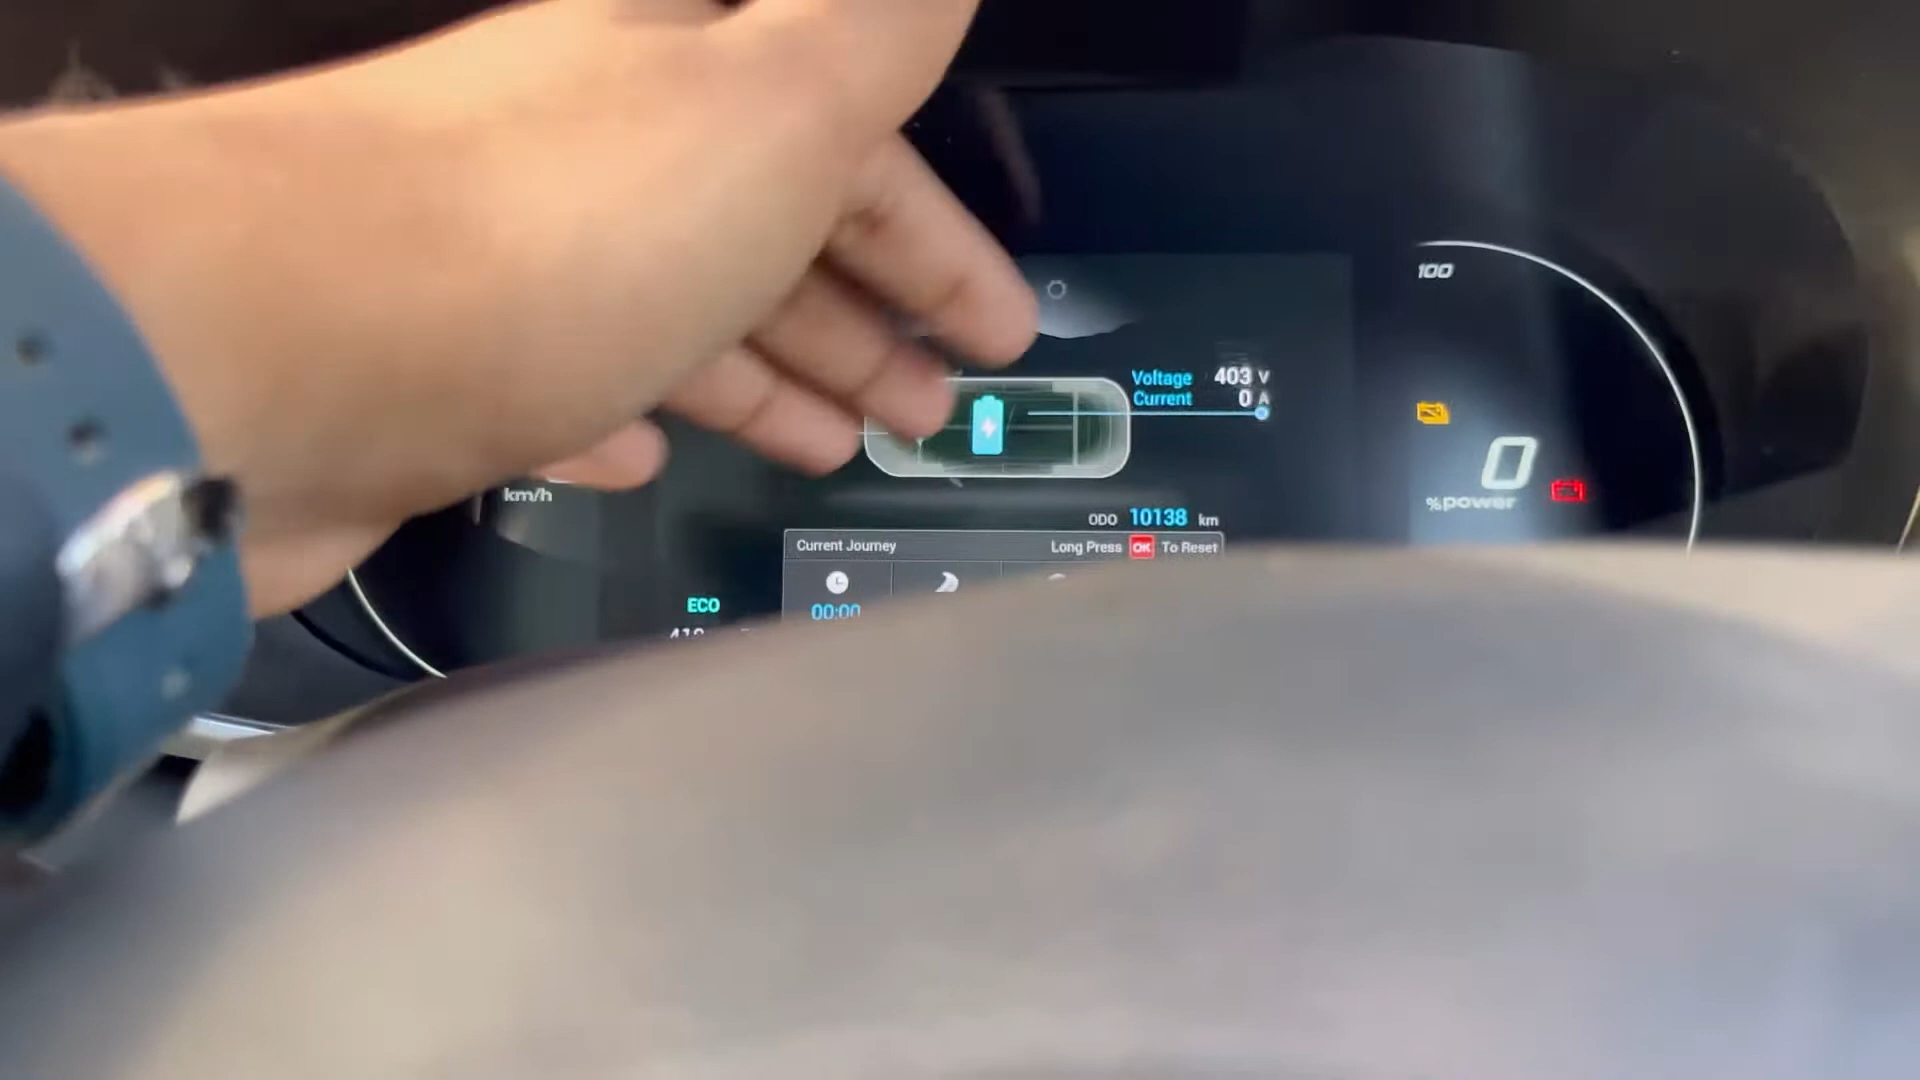 100
Voltage 403 V
Current 0 A
0
% power
km/h
ODO 10138 km
Current Journey Long Press OK To Reset
ECO
00:00